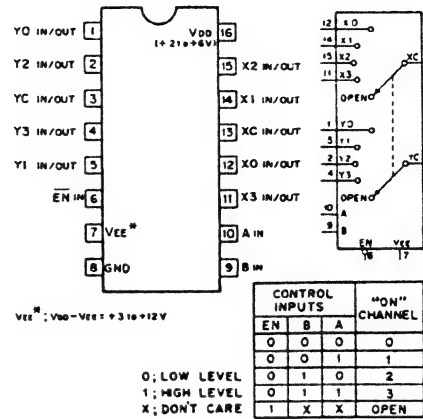 Y0 IN/OUT 1
Y2 IN/OUT 2
YC IN/OUT 3
Y3 IN/OUT 4
Y1 IN/OUT 5
EN IN 6
7 VEE*
8 GND
VDD 16
(+2 to +6V)
15 X2 IN/OUT
14 X1 IN/OUT
13 XC IN/OUT
12 X0 IN/OUT
11 X3 IN/OUT
10 A IN
9 B IN
12 X0
14 X1
15 X2
11 X3
OPEN
XC
1 Y0
5 Y1
2 Y2
4 Y3
OPEN
YC
10 A
9 B
EN VEE
6 7
VEE*; VDD-VEE=+3 to +12V
0; LOW LEVEL
1; HIGH LEVEL
X; DON'T CARE
CONTROL INPUTS "ON" CHANNEL
EN B A
0 0 0 0
0 0 1 1
0 1 0 2
0 1 1 3
1 X X OPEN